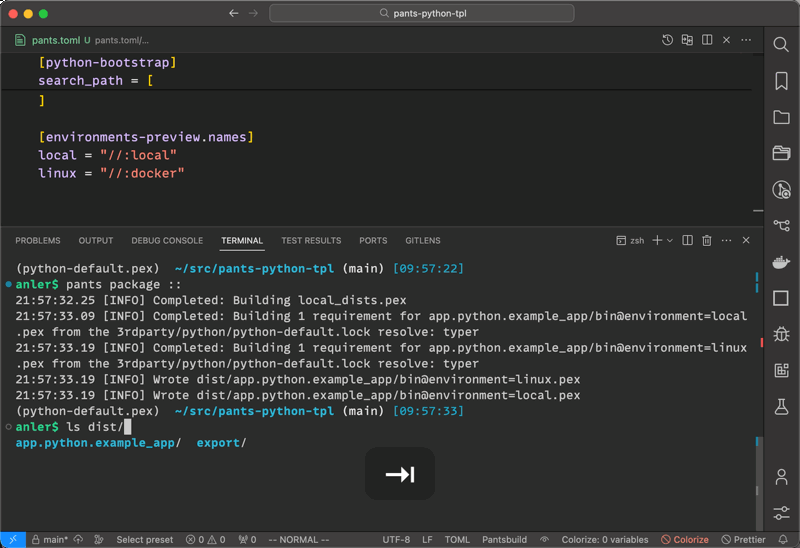 pants-python-tpl
pants.toml U pants.toml/...
[python-bootstrap]
search_path = [
]
[environments-preview.names]
local = "//:local"
linux = "//:docker"
PROBLEMS OUTPUT DEBUG CONSOLE TERMINAL TEST RESULTS PORTS GITLENS zsh
(python-default.pex) ~/src/pants-python-tpl (main) [09:57:22]
anler$ pants package ::
21:57:32.25 [INFO] Completed: Building local_dists.pex
21:57:33.09 [INFO] Completed: Building 1 requirement for app.python.example_app/bin@environment=local
.pex from the 3rdparty/python/python-default.lock resolve: typer
21:57:33.19 [INFO] Completed: Building 1 requirement for app.python.example_app/bin@environment=linux
.pex from the 3rdparty/python/python-default.lock resolve: typer
21:57:33.19 [INFO] Wrote dist/app.python.example_app/bin@environment=linux.pex
21:57:33.19 [INFO] Wrote dist/app.python.example_app/bin@environment=local.pex
(python-default.pex) ~/src/pants-python-tpl (main) [09:57:33]
anler$ ls dist/
app.python.example_app/ export/
main* Select preset 0 0 0 -- NORMAL -- UTF-8 LF TOML Pantsbuild Colorize: 0 variables Colorize Prettier